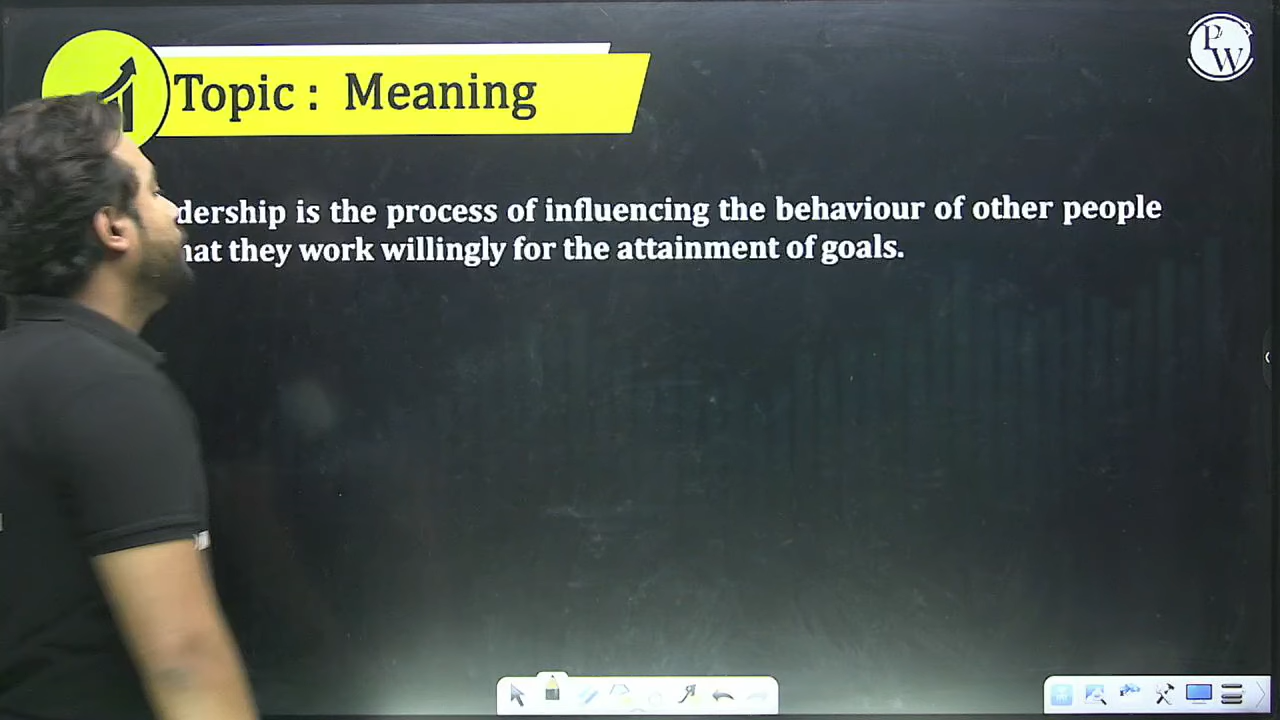 Topic : Meaning
PW
dership is the process of influencing the behaviour of other people
hat they work willingly for the attainment of goals.